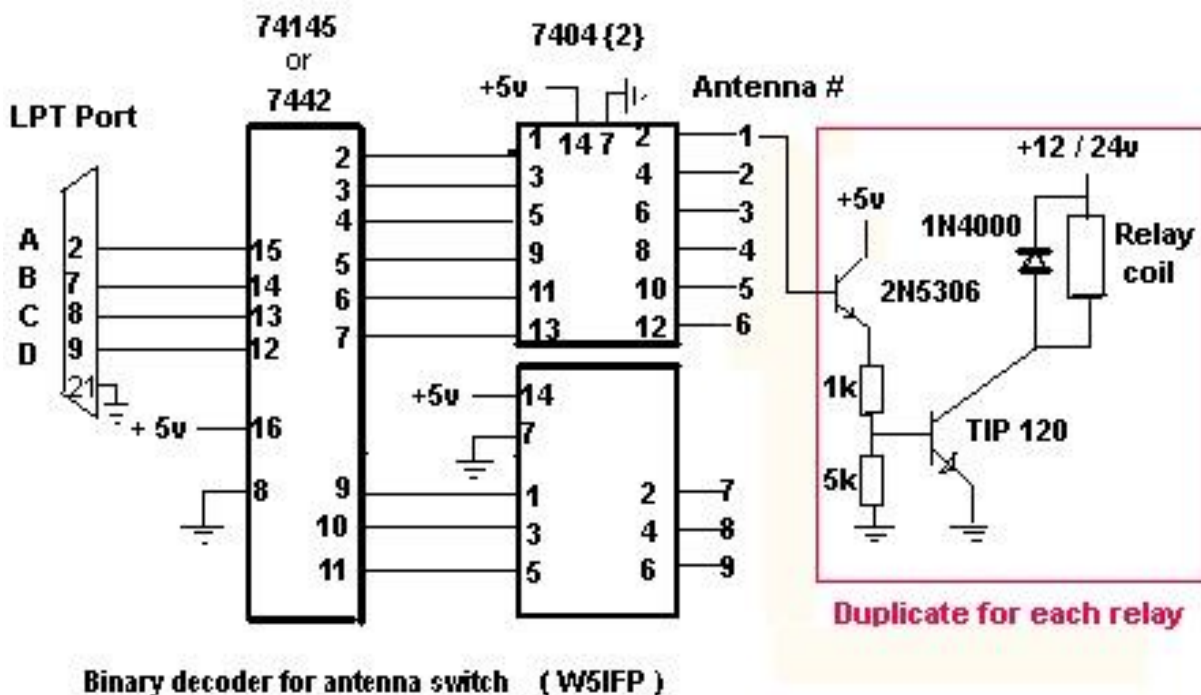 74145
or
7442
7404 {2}
+5v
Antenna #
LPT Port
A
B
C
D
2
7
8
9
21
15
14
13
12
+ 5v
16
8
2
3
4
5
6
7
9
10
11
1
3
5
9
11
13
14 7
2
4
6
8
10
12
1
2
3
4
5
6
+5v
14
7
1
3
5
2
4
6
7
8
9
+12 / 24v
+5v
1N4000
Relay
coil
2N5306
1k
TIP 120
5k
Duplicate for each relay
Binary decoder for antenna switch ( W5IFP )